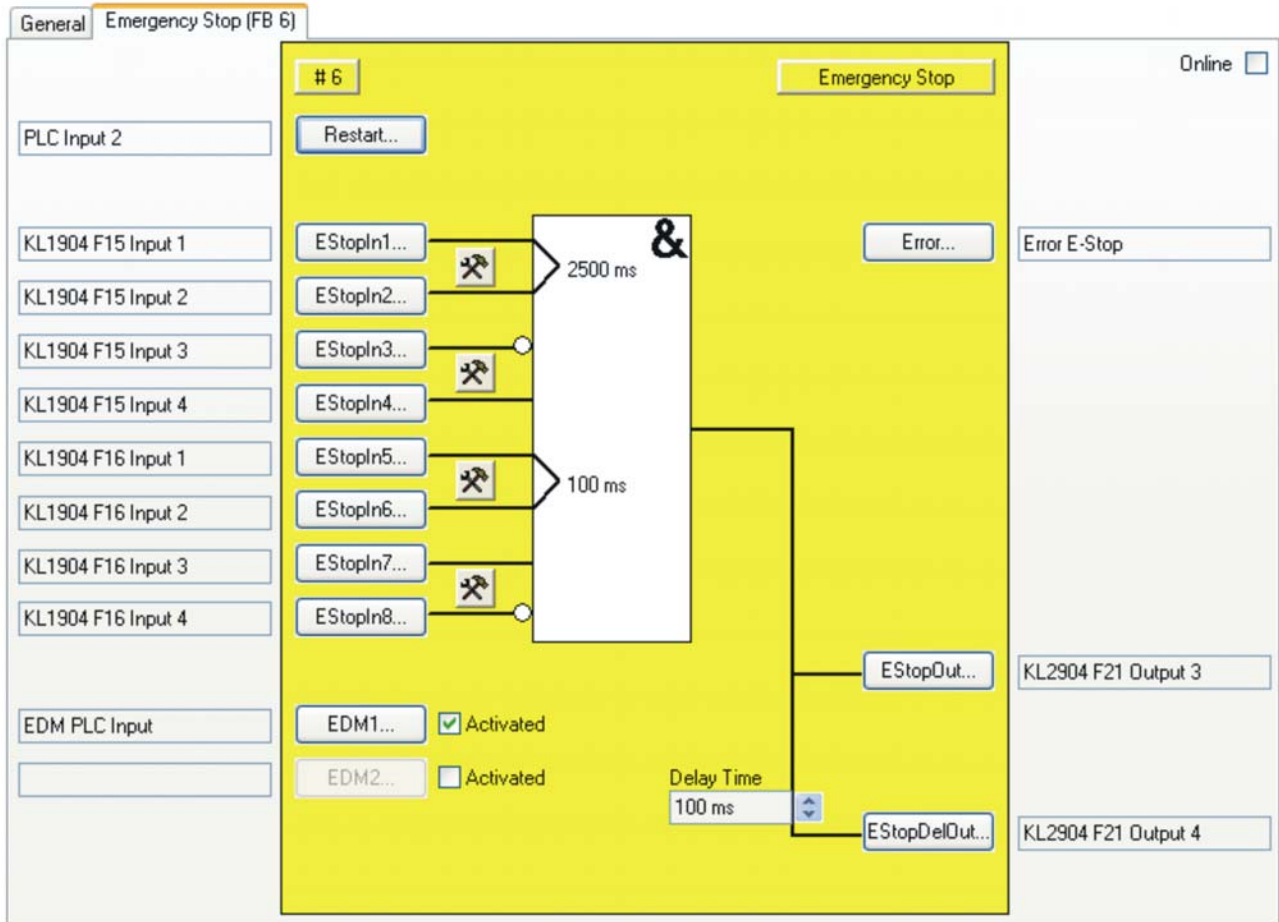 General
Emergency Stop (FB 6)
# 6
Emergency Stop
Online
PLC Input 2
Restart...
KL1904 F15 Input 1
EStopIn1...
&
2500 ms
Error...
Error E-Stop
KL1904 F15 Input 2
EStopIn2...
KL1904 F15 Input 3
EStopIn3...
KL1904 F15 Input 4
EStopIn4...
KL1904 F16 Input 1
EStopIn5...
100 ms
KL1904 F16 Input 2
EStopIn6...
KL1904 F16 Input 3
EStopIn7...
KL1904 F16 Input 4
EStopIn8...
EStopOut...
KL2904 F21 Output 3
EDM PLC Input
EDM1...
Activated
EDM2...
Activated
Delay Time
100 ms
EStopDelOut...
KL2904 F21 Output 4